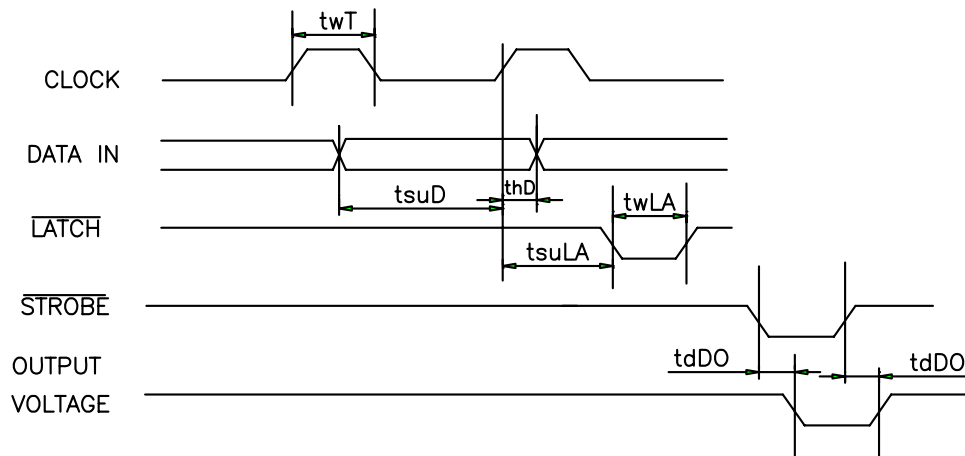 twT
CLOCK
DATA IN
tsuD
thD
LATCH
twLA
tsuLA
STROBE
OUTPUT
VOLTAGE
tdDO
tdDO